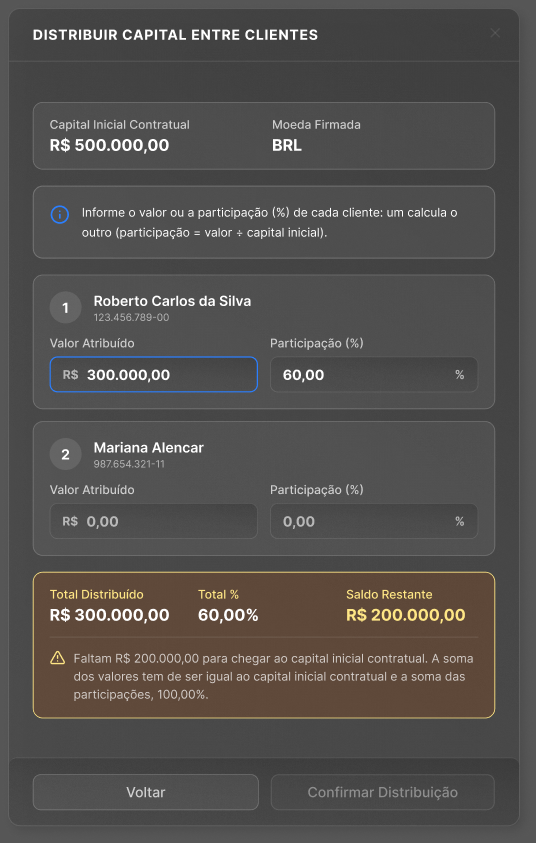 DISTRIBUIR CAPITAL ENTRE CLIENTES
Capital Inicial Contratual
Moeda Firmada
R$ 500.000,00
BRL
Informe o valor ou a participação (%) de cada cliente: um calcula o
outro (participação = valor ÷ capital inicial).
1
Roberto Carlos da Silva
123.456.789-00
Valor Atribuído
Participação (%)
R$ 300.000,00
60,00 %
2
Mariana Alencar
987.654.321-11
Valor Atribuído
Participação (%)
R$ 0,00
0,00 %
Total Distribuído
Total %
Saldo Restante
R$ 300.000,00
60,00%
R$ 200.000,00
Faltam R$ 200.000,00 para chegar ao capital inicial contratual. A soma
dos valores tem de ser igual ao capital inicial contratual e a soma das
participações, 100,00%.
Voltar
Confirmar Distribuição